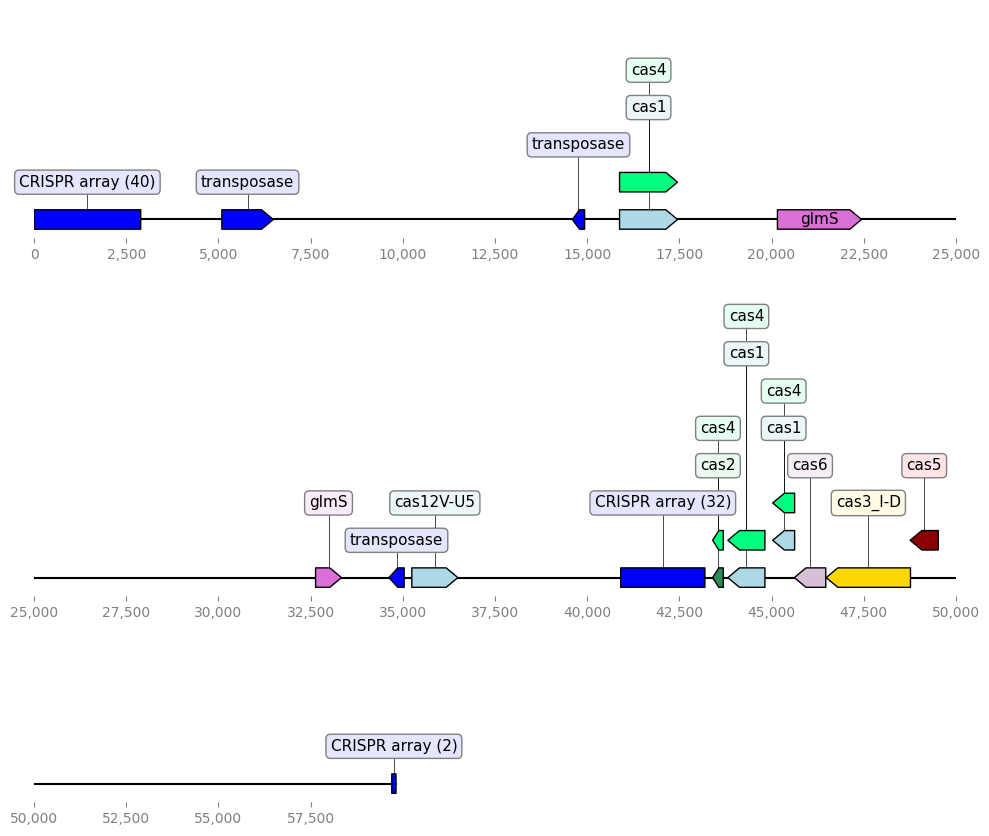 cas4
cas1
transposase
CRISPR array (40)
transposase
glmS
0
2,500
5,000
7,500
10,000
12,500
15,000
17,500
20,000
22,500
25,000
cas4
cas1
cas4
cas4
cas1
cas2
cas6
cas5
glmS
cas12V-U5
CRISPR array (32)
cas3_I-D
transposase
25,000
27,500
30,000
32,500
35,000
37,500
40,000
42,500
45,000
47,500
50,000
CRISPR array (2)
50,000
52,500
55,000
57,500